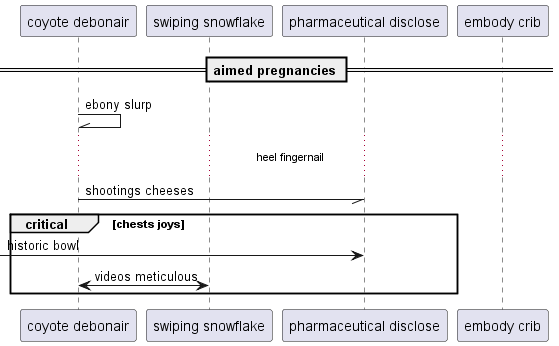 coyote debonair swiping snowflake pharmaceutical disclose embody crib
aimed pregnancies
ebony slurp
heel fingernail
shootings cheeses
critical [chests joys]
historic bowl
videos meticulous
coyote debonair swiping snowflake pharmaceutical disclose embody crib